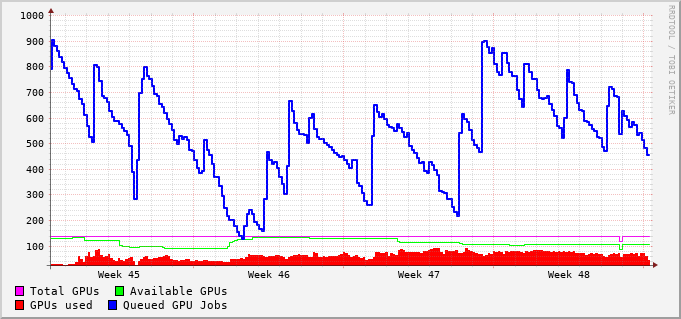 1000
900
800
700
600
500
400
300
200
100
Week 45 Week 46 Week 47 Week 48
Total GPUs Available GPUs
GPUs used Queued GPU Jobs
RRDTOOL / TOBI OETIKER